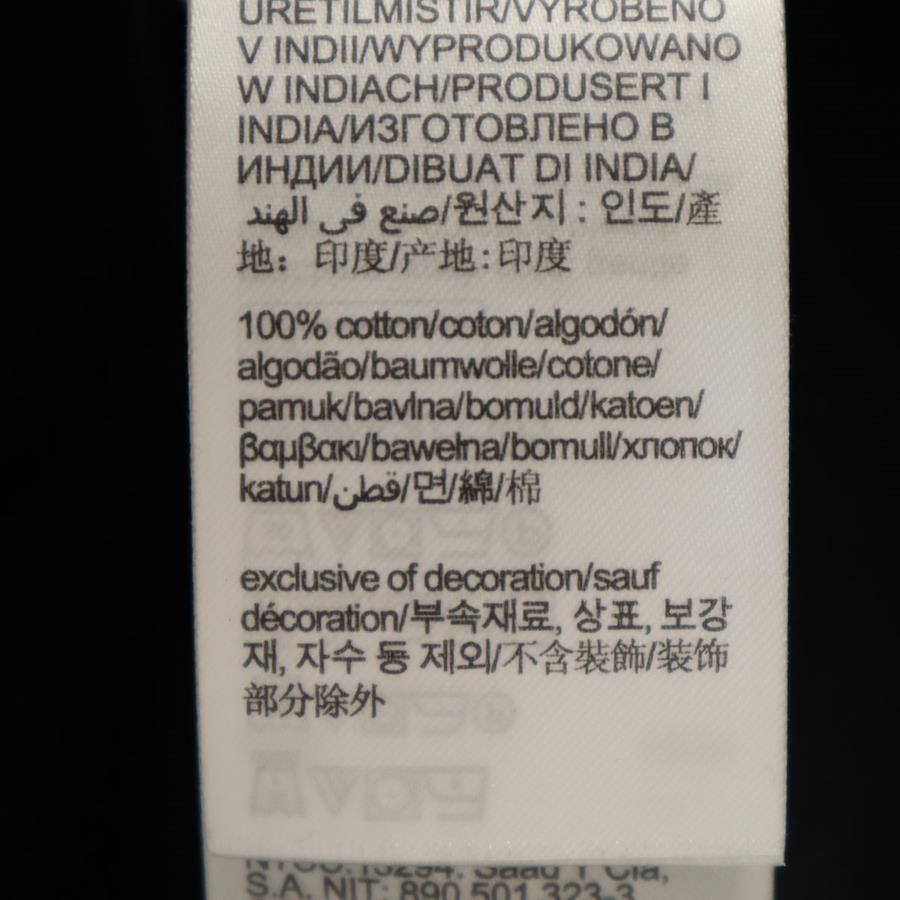 URETILMISTIR/VYROBENO
V INDII/WYPRODUKOWANO
W INDIACH/PRODUSERT I
INDIA/ИЗГОТОВЛЕНО В
ИНДИИ/DIBUAT DI INDIA/
صنع في الهند/원산지 : 인도/產
地： 印度/产地:印度
100% cotton/coton/algodón/
algodão/baumwolle/cotone/
pamuk/bavlna/bomuld/katoen/
βαμβακι/bawełna/bomull/хлопок/
katun/قطن/면/綿/棉
exclusive of decoration/sauf
décoration/부속재료, 상표, 보강
재, 자수 등 제외/不含裝飾/装饰
部分除外
Saad Y Cia,
S.A. NIT: 890.501.323-3